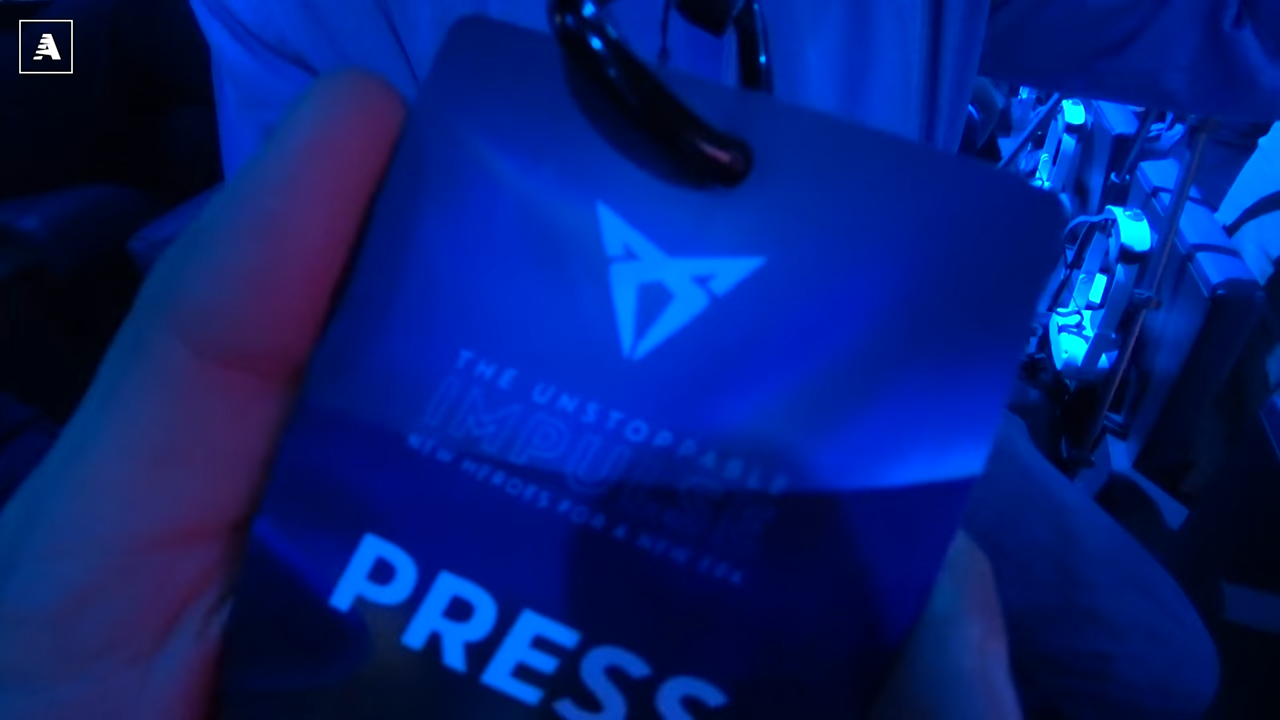 A
THE UNSTOPPABLE
IMPULSE
NEW HEROES FOR A NEW ERA
PRESS